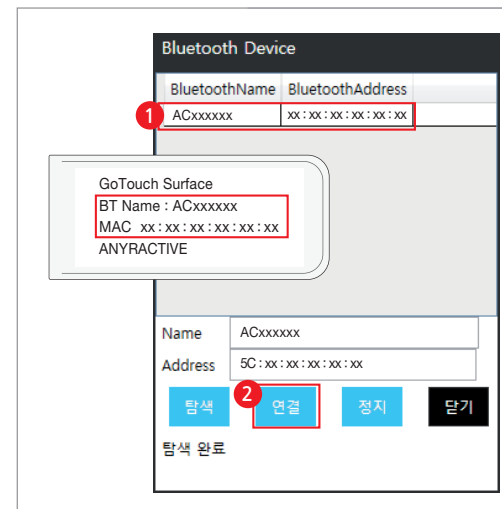 Bluetooth Device
BluetoothName BluetoothAddress
1
ACxxxxxx xx:xx:xx:xx:xx:xx
GoTouch Surface
BT Name : ACxxxxxx
MAC xx:xx:xx:xx:xx:xx
ANYRACTIVE
Name ACxxxxxx
Address 5C:xx:xx:xx:xx:xx
2
탐색 연결 정지 닫기
탐색 완료